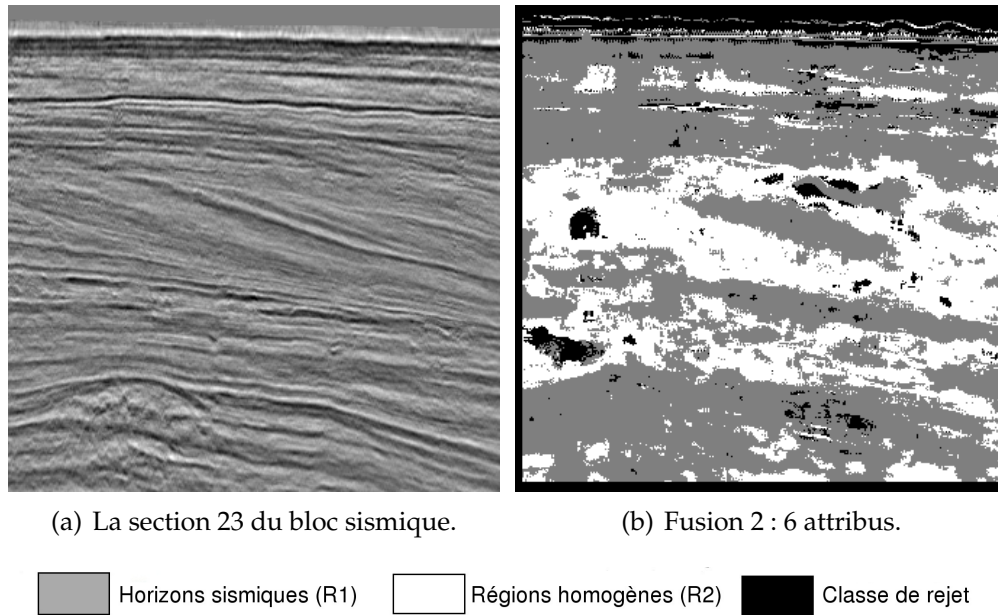 (a) La section 23 du bloc sismique.
(b) Fusion 2 : 6 attribus.
Horizons sismiques (R1)
Régions homogènes (R2)
Classe de rejet